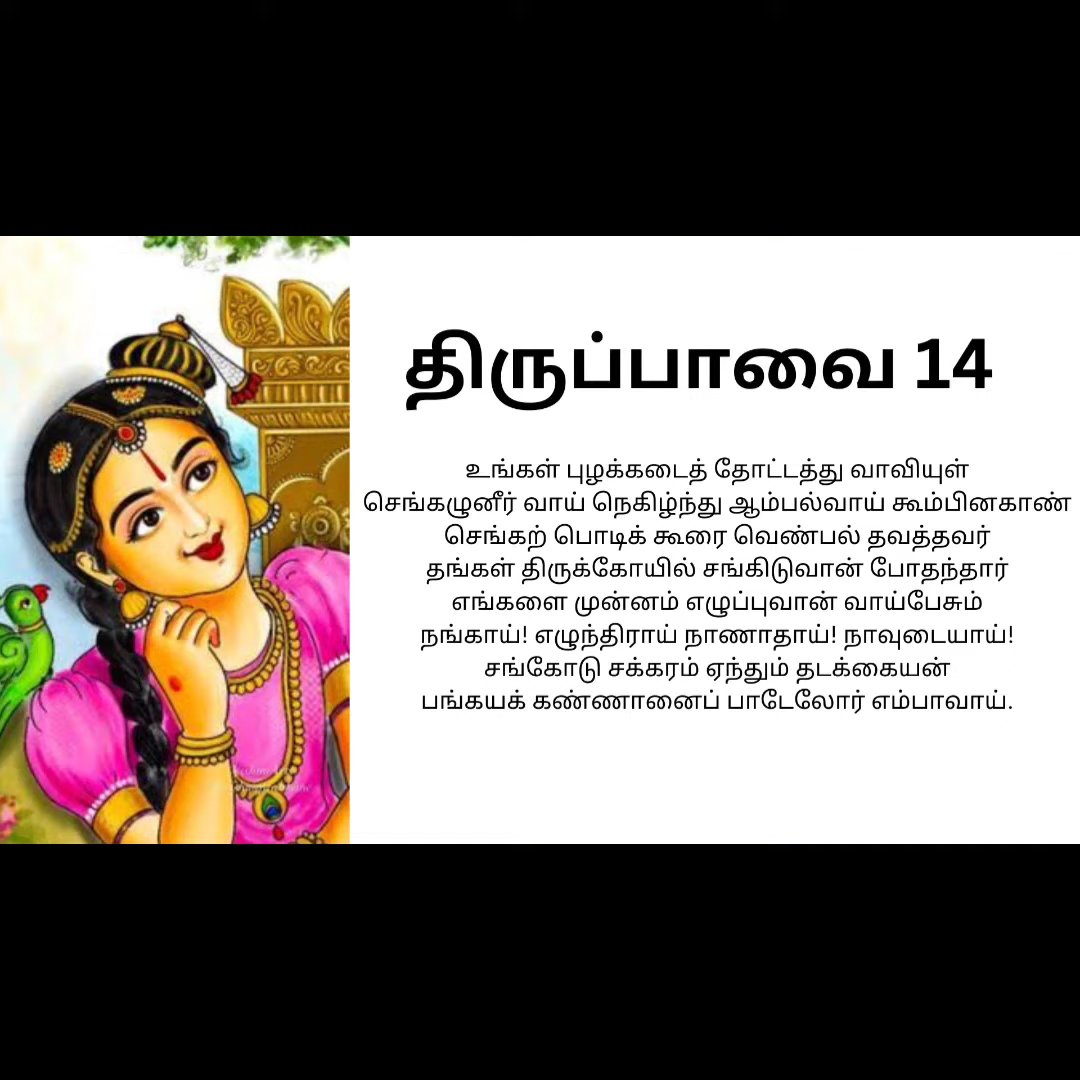 திருப்பாவை 14
உங்கள் புழக்கடைத் தோட்டத்து வாவியுள்
செங்கழுனீர் வாய் நெகிழ்ந்து ஆம்பல்வாய் கூம்பினகாண்
செங்கற் பொடிக் கூரை வெண்பல் தவத்தவர்
தங்கள் திருக்கோயில் சங்கிடுவான் போதந்தார்
எங்களை முன்னம் எழுப்புவான் வாய்பேசும்
நங்காய்! எழுந்திராய் நாணாதாய்! நாவுடையாய்!
சங்கோடு சக்கரம் ஏந்தும் தடக்கையன்
பங்கயக் கண்ணானைப் பாடேலோர் எம்பாவாய்.